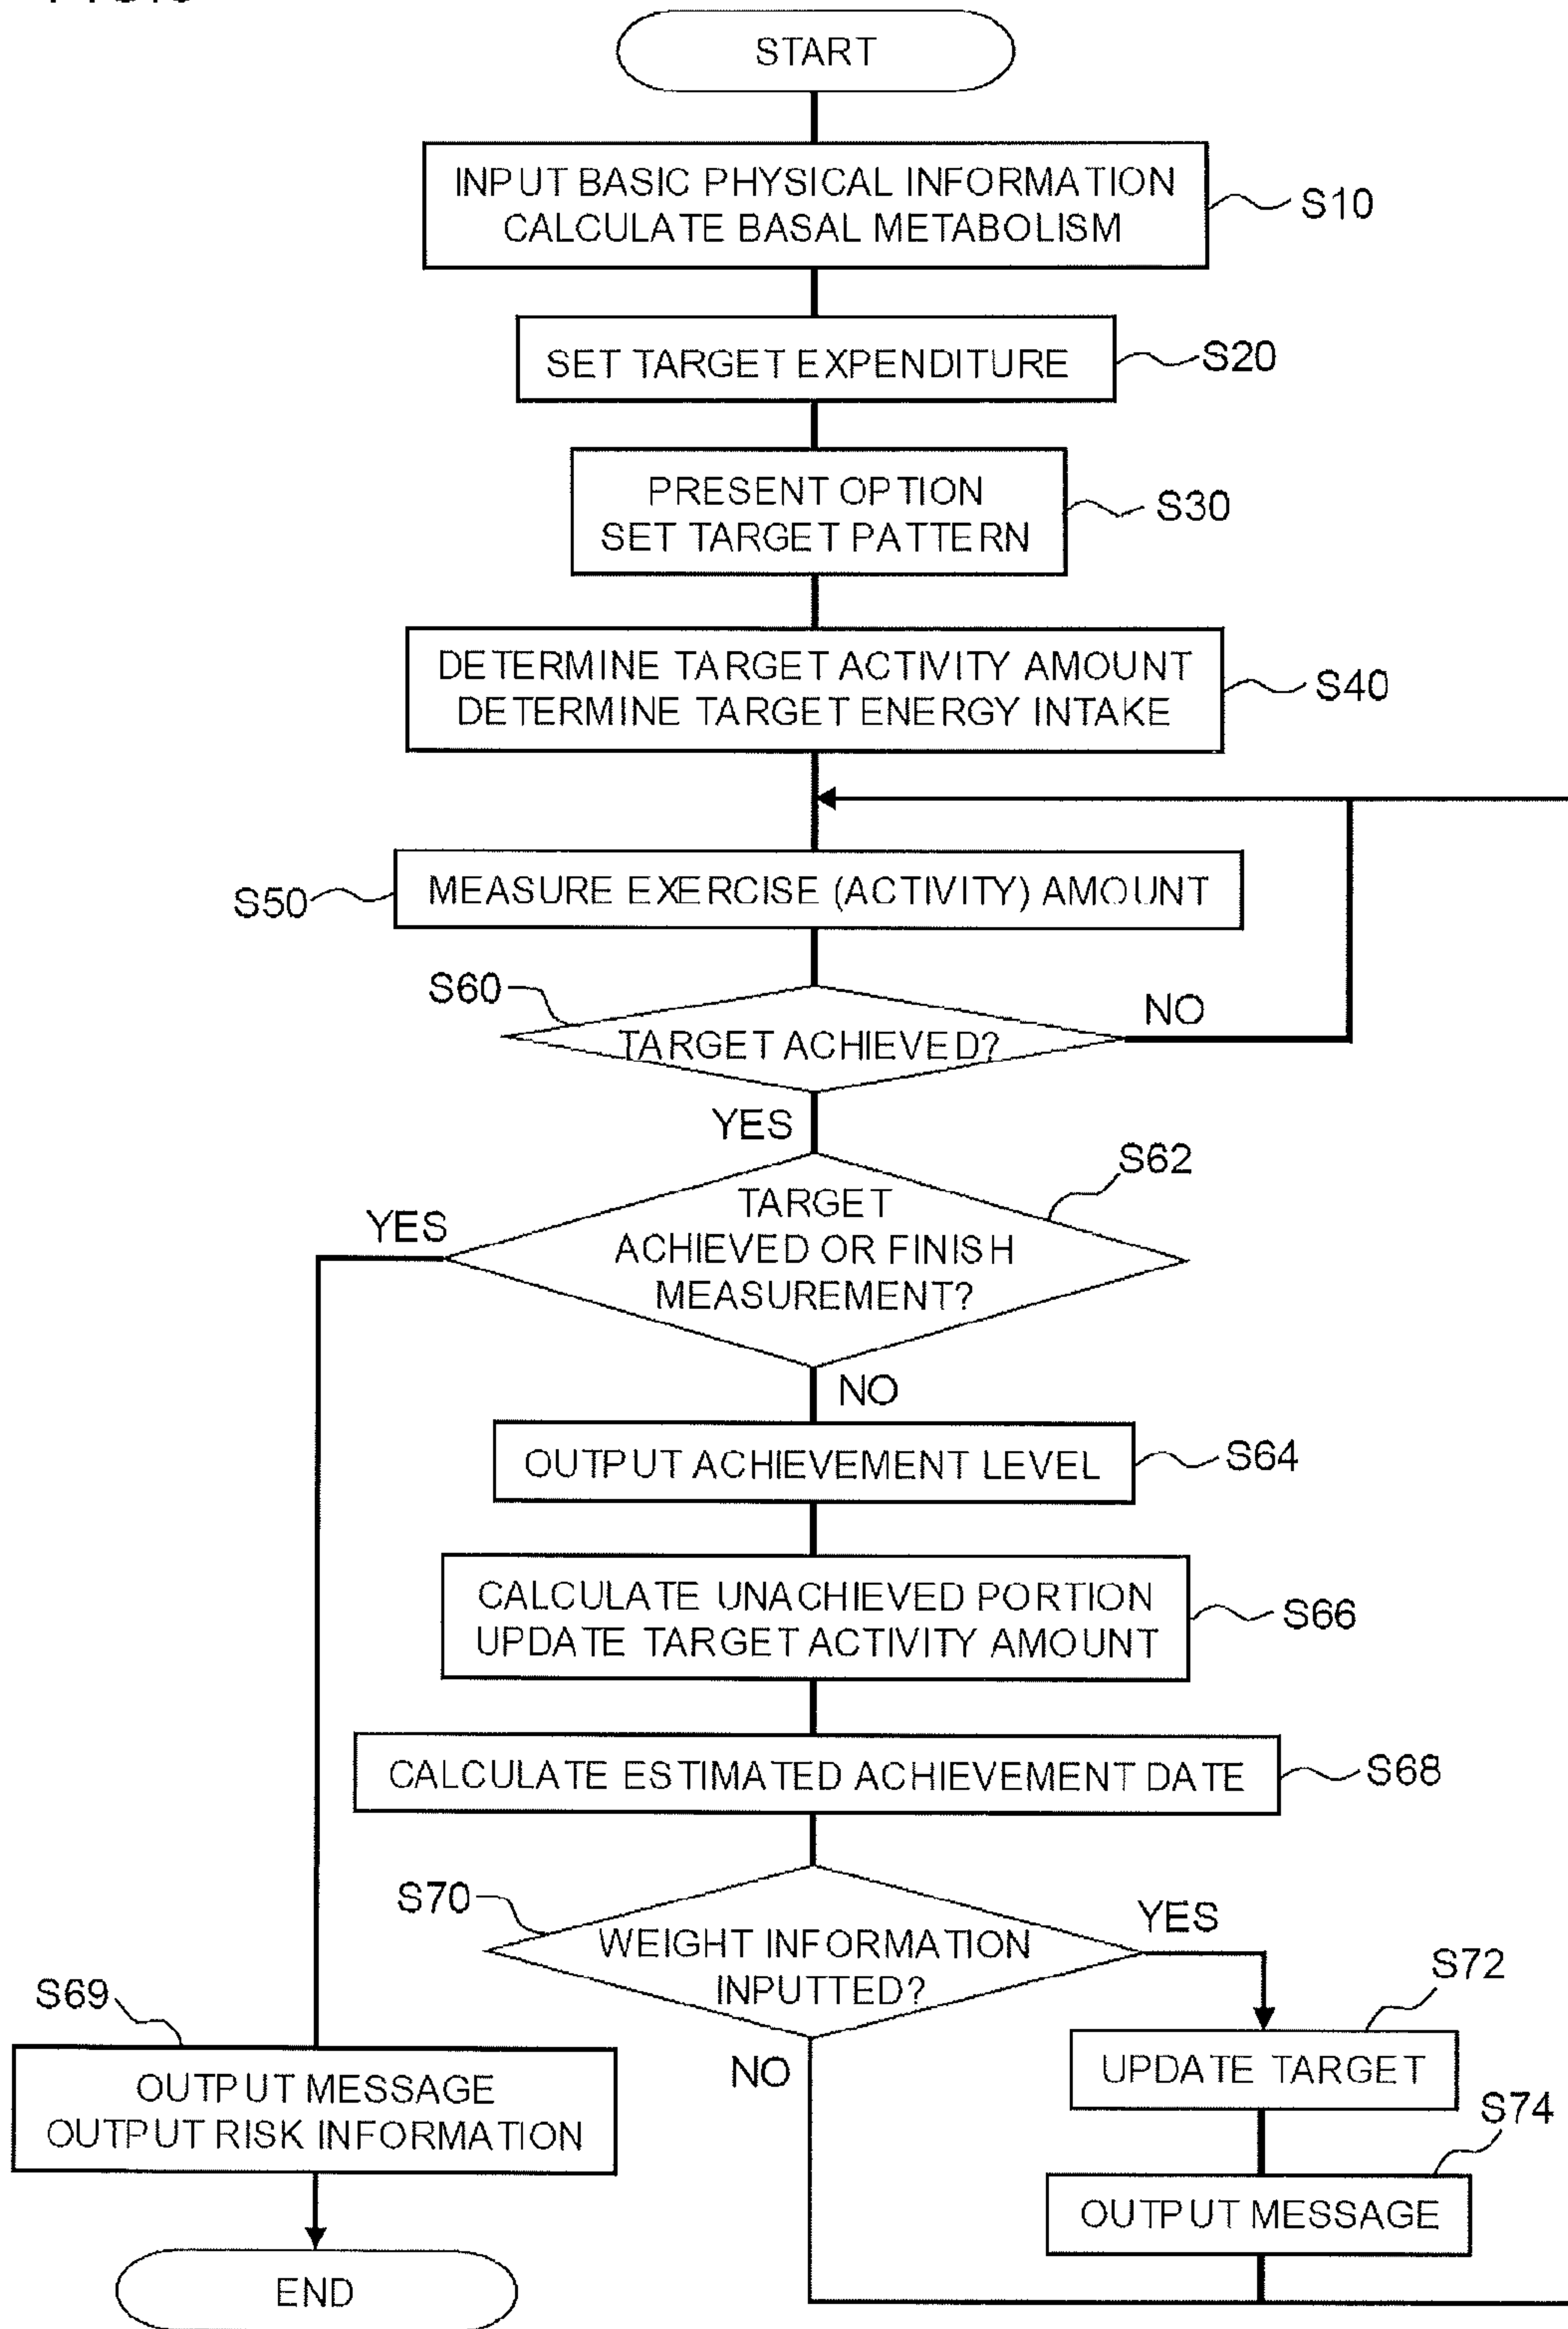 START
INPUT BASIC PHYSICAL INFORMATION
CALCULATE BASAL METABOLISM
S10
SET TARGET EXPENDITURE
S20
PRESENT OPTION
SET TARGET PATTERN
S30
DETERMINE TARGET ACTIVITY AMOUNT
DETERMINE TARGET ENERGY INTAKE
S40
S50
MEASURE EXERCISE (ACTIVITY) AMOUNT
S60
TARGET ACHIEVED?
NO
YES
S62
YES
TARGET
ACHIEVED OR FINISH
MEASUREMENT?
NO
OUTPUT ACHIEVEMENT LEVEL
S64
CALCULATE UNACHIEVED PORTION
UPDATE TARGET ACTIVITY AMOUNT
S66
CALCULATE ESTIMATED ACHIEVEMENT DATE
S68
S70
WEIGHT INFORMATION
INPUTTED?
YES
S72
S69
NO
UPDATE TARGET
OUTPUT MESSAGE
OUTPUT RISK INFORMATION
S74
OUTPUT MESSAGE
END